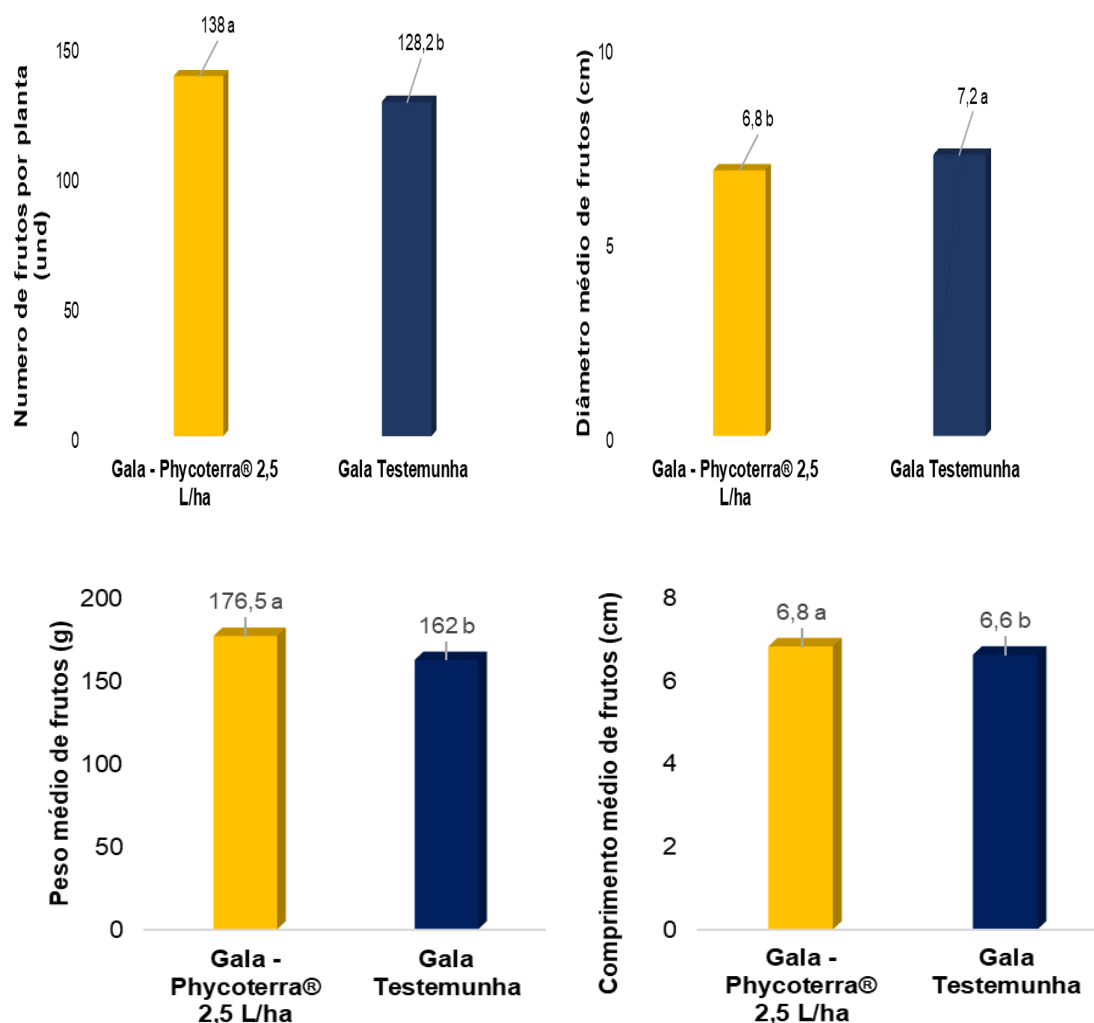 Numero de frutos por planta
(und)
150
100
50
0
138 a
128,2 b
Gala - Phycoterra® 2,5
L/ha
Gala Testemunha
Diâmetro médio de frutos (cm)
10
5
0
6,8 b
7,2 a
Gala - Phycoterra® 2,5
L/ha
Gala Testemunha
Peso médio de frutos (g)
200
150
100
50
0
176,5 a
162 b
Gala -
Phycoterra®
2,5 L/ha
Gala
Testemunha
Comprimento médio de frutos (cm)
8
6
4
2
0
6,8 a
6,6 b
Gala -
Phycoterra®
2,5 L/ha
Gala
Testemunha